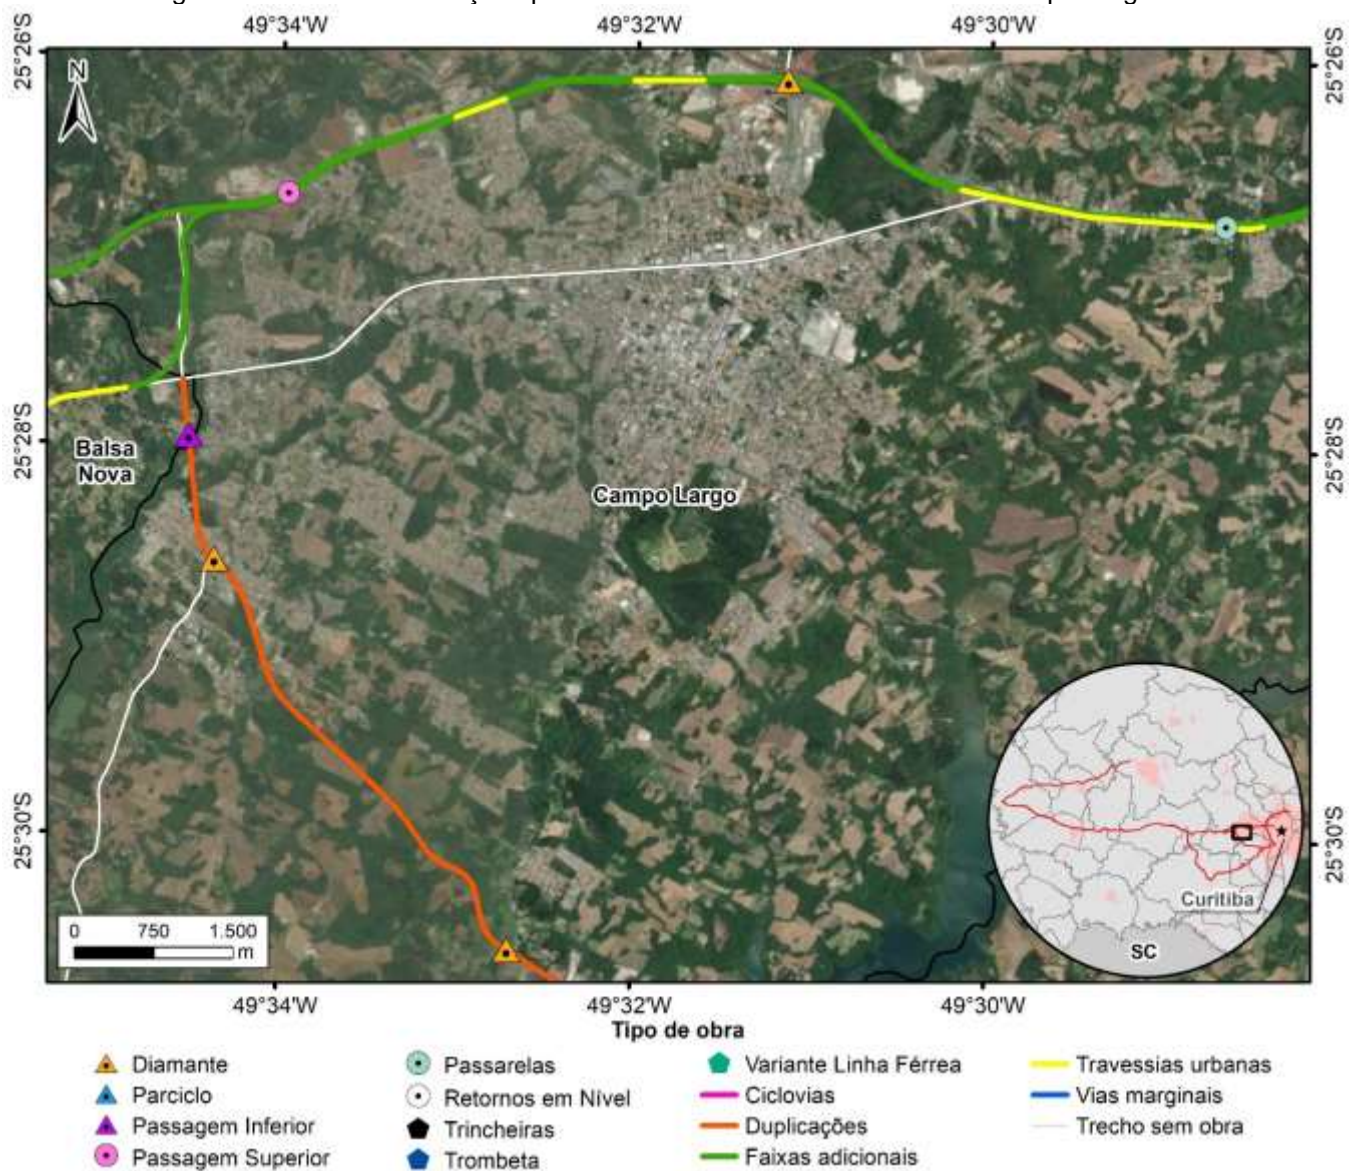 49°34'W 49°32'W 49°30'W
25°26'S
25°26'S
N
25°28'S
25°28'S
Balsa
Nova
Campo Largo
25°30'S
25°30'S
Curitiba
SC
0 750 1.500
m
49°34'W 49°32'W 49°30'W
Tipo de obra
Diamante
Parciclo
Passagem Inferior
Passagem Superior
Passarelas
Retornos em Nível
Trincheiras
Trombeta
Variante Linha Férrea
Ciclovias
Duplicações
Faixas adicionais
Travessias urbanas
Vias marginais
Trecho sem obra